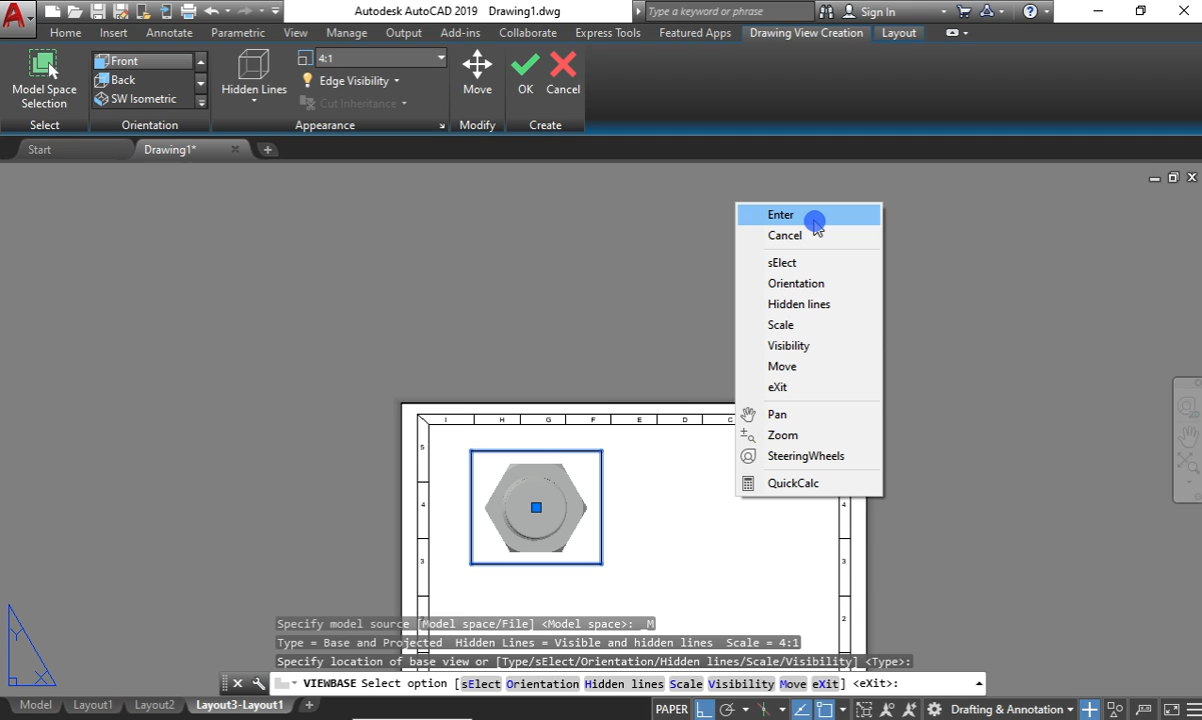 Autodesk AutoCAD 2019 Drawing1.dwg
Type a keyword or phrase
Sign In
Home Insert Annotate Parametric View Manage Output Add-ins Collaborate Express Tools Featured Apps Drawing View Creation Layout
Model Space Selection
Select
Front
Back
SW Isometric
Orientation
Hidden Lines
4:1
Edge Visibility
Cut Inheritance
Appearance
Move
Modify
OK
Cancel
Create
Start
Drawing1*
Enter
Cancel
sElect
Orientation
Hidden lines
Scale
Visibility
Move
eXit
Pan
Zoom
SteeringWheels
QuickCalc
I H G F E D C
5
4
3
4
3
2
Y
X
Specify model source [Model space/File] <Model space>: _M
Type = Base and Projected Hidden Lines = Visible and hidden lines Scale = 4:1
Specify location of base view or [Type/sElect/Orientation/Hidden lines/Scale/Visibility] <Type>:
VIEWBASE Select option [sElect Orientation Hidden lines Scale Visibility Move eXit] <eXit>:
Model Layout1 Layout2 Layout3-Layout1
PAPER
Drafting & Annotation